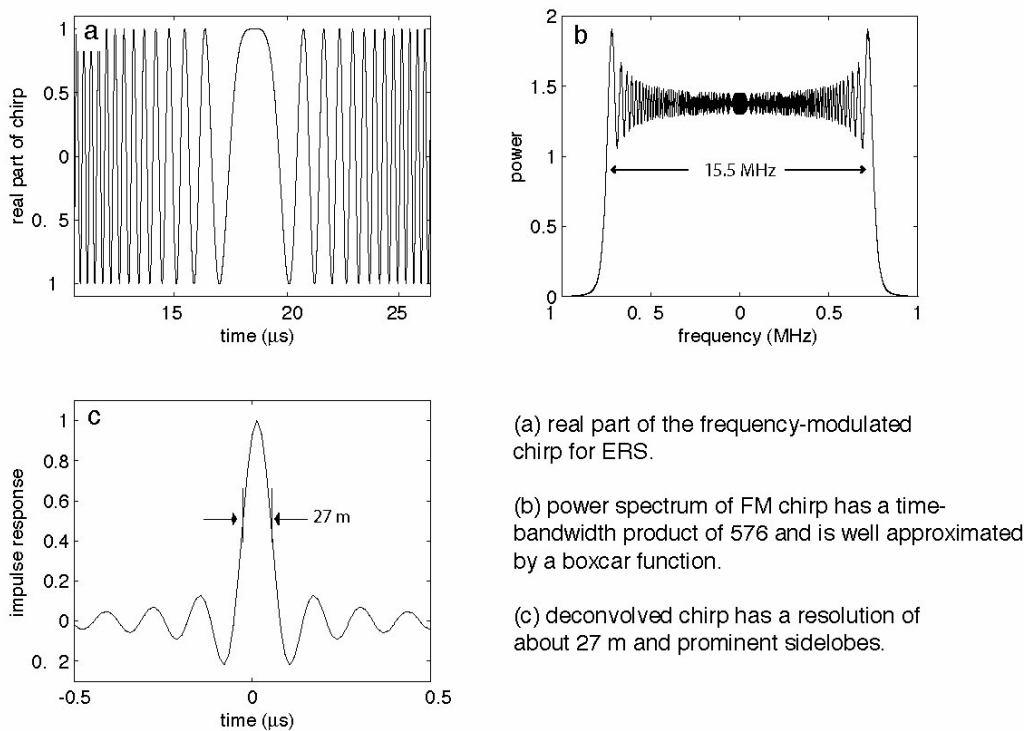 a
1
0.5
0
0. 5
1
real part of chirp
15
20
25
time (μs)
b
2
1.5
1
0.5
0
power
15.5 MHz
1
0. 5
0
0.5
1
frequency (MHz)
c
1
0.8
0.6
0.4
0.2
0
0. 2
impulse response
27 m
-0.5
0
0.5
time (μs)
(a) real part of the frequency-modulated
chirp for ERS.
(b) power spectrum of FM chirp has a time-
bandwidth product of 576 and is well approximated
by a boxcar function.
(c) deconvolved chirp has a resolution of
about 27 m and prominent sidelobes.